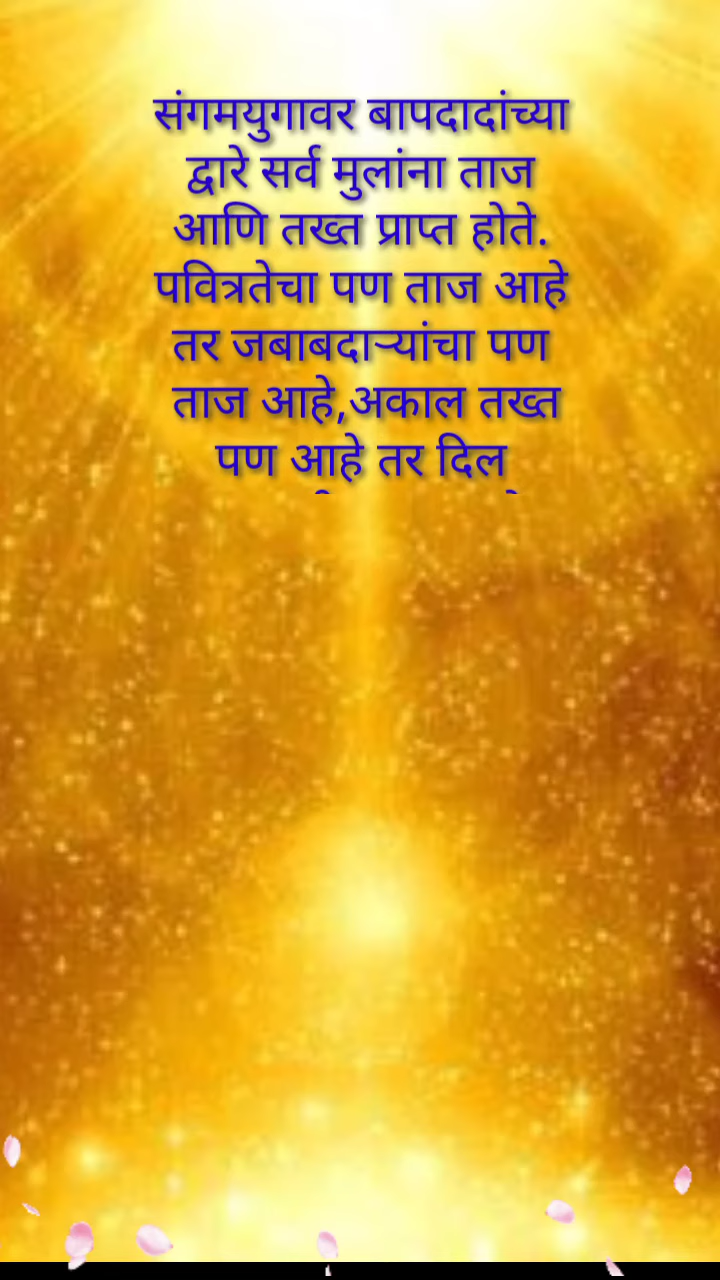 संगमयुगावर बापदादांच्या
द्वारे सर्व मुलांना ताज
आणि तख्त प्राप्त होते.
पवित्रतेचा पण ताज आहे
तर जबाबदाऱ्यांचा पण
ताज आहे,अकाल तख्त
पण आहे तर दिल